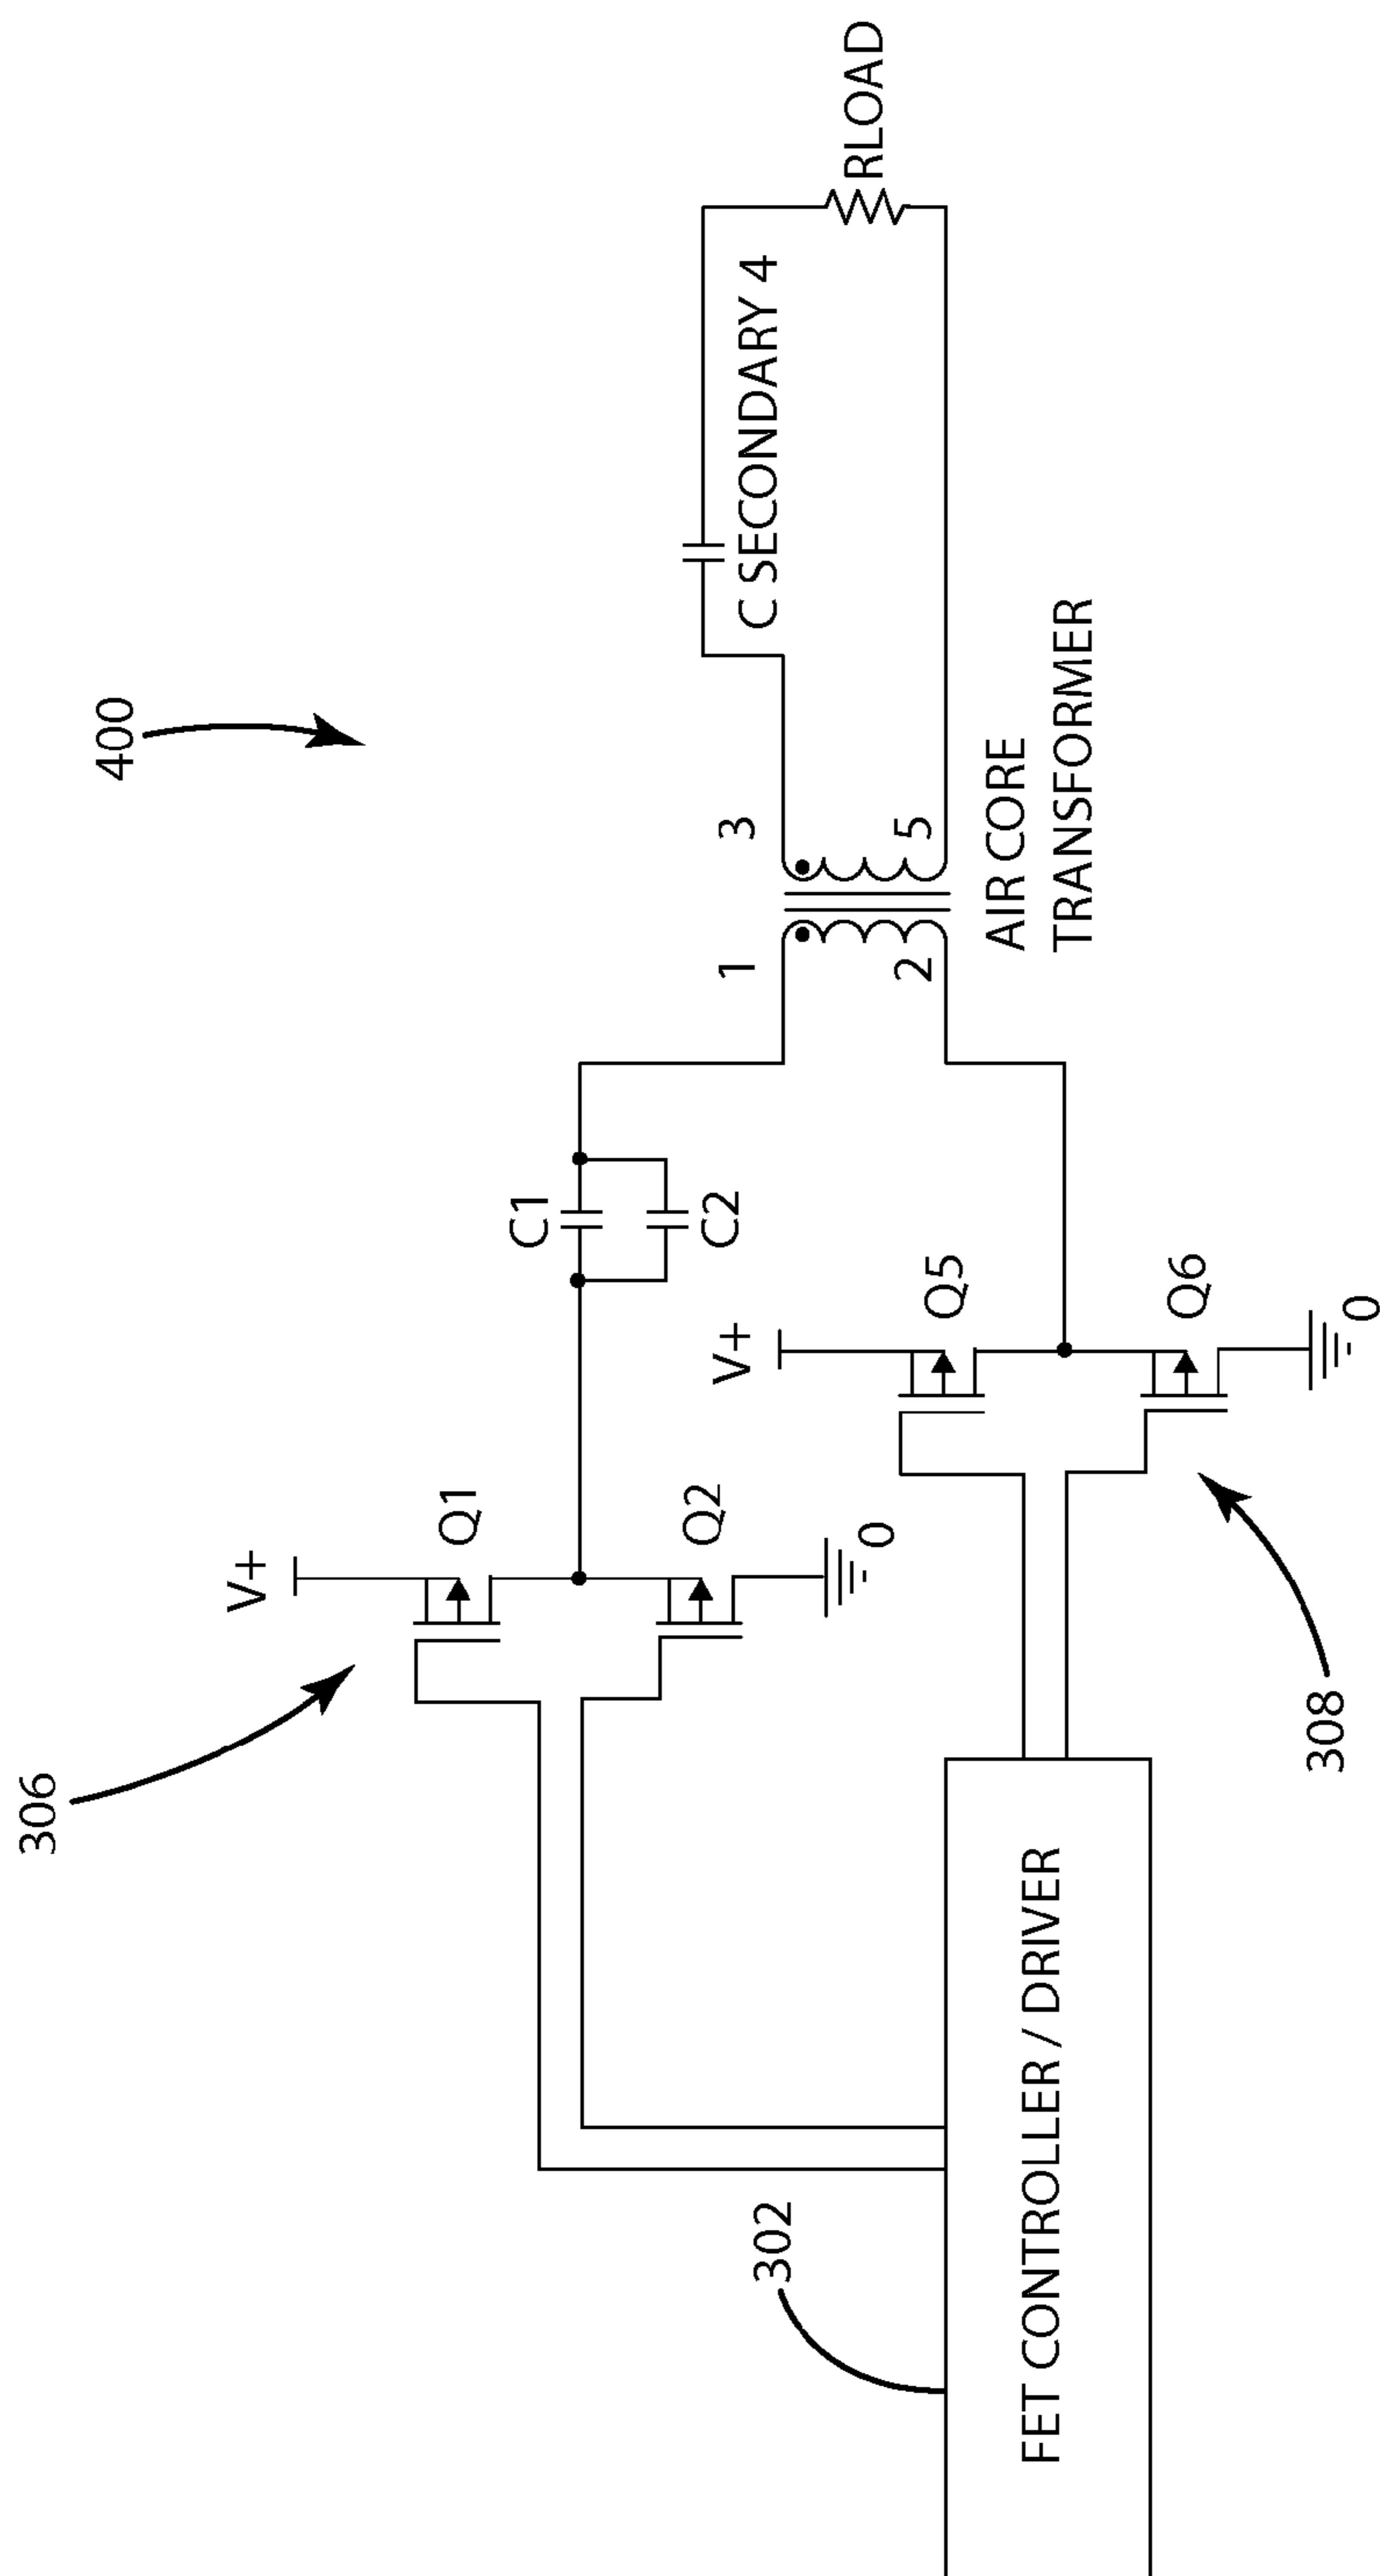 400
306
V+
Q1
C1
Q2
C2
0
V+
Q5
Q6
0
308
302
FET CONTROLLER / DRIVER
1
3
2
5
AIR CORE
TRANSFORMER
C SECONDARY 4
RLOAD